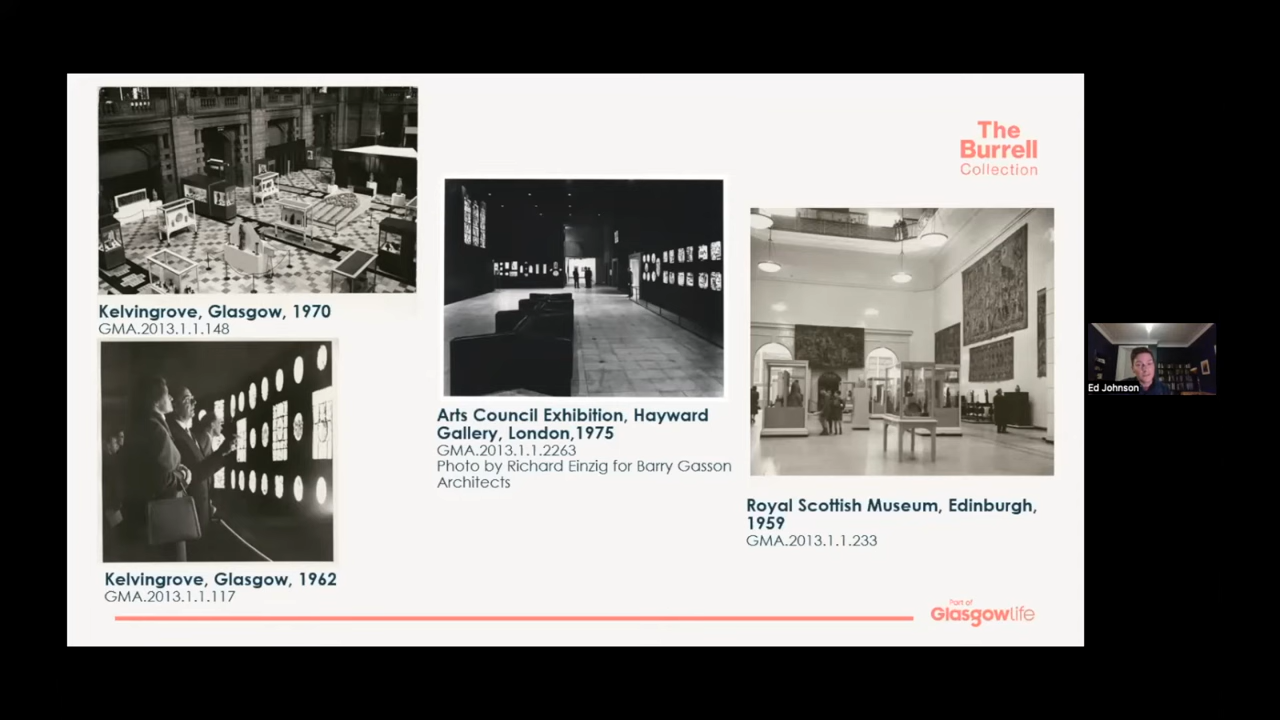 The
Burrell
Collection
Kelvingrove, Glasgow, 1970
GMA.2013.1.1.148
Arts Council Exhibition, Hayward
Gallery, London,1975
GMA.2013.1.1.2263
Photo by Richard Einzig for Barry Gasson
Architects
Royal Scottish Museum, Edinburgh,
1959
GMA.2013.1.1.233
Kelvingrove, Glasgow, 1962
GMA.2013.1.1.117
Part of
Glasgowlife
Ed Johnson